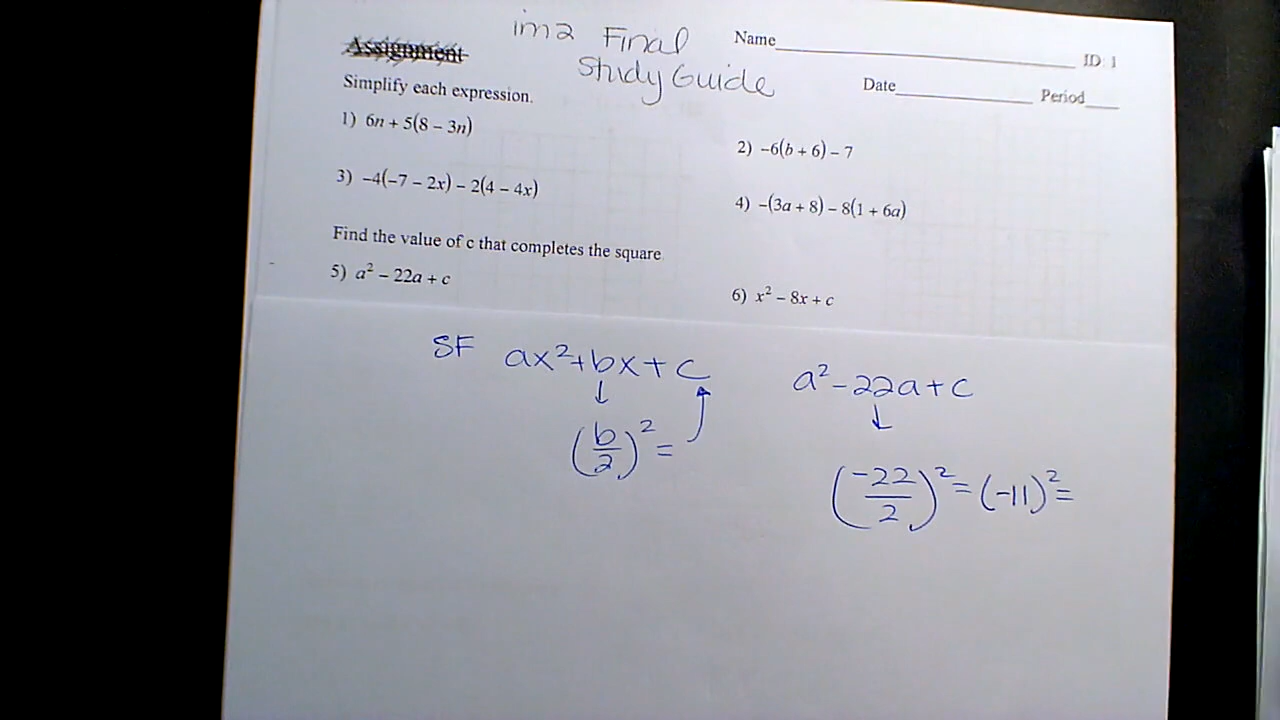 im2 Final
Study Guide
Assignment
Name
ID: 1
Date Period
Simplify each expression.
1) 6n + 5(8 − 3n)
2) −6(b + 6) − 7
3) −4(−7 − 2x) − 2(4 − 4x)
4) −(3a + 8) − 8(1 + 6a)
Find the value of c that completes the square
5) a² − 22a + c
6) x² − 8x + c
SF ax²+bx+c
(b/2)² =
a²−22a+c
(−22/2)² = (−11)² =